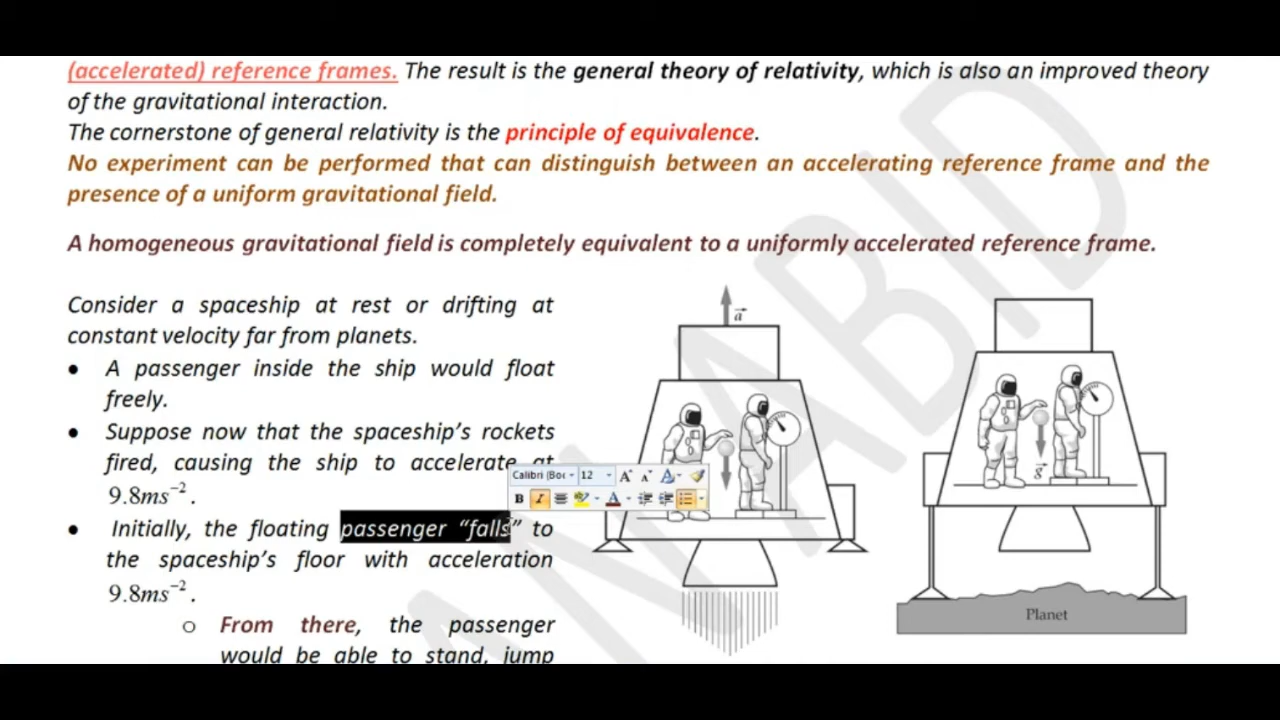 (accelerated) reference frames. The result is the general theory of relativity, which is also an improved theory
of the gravitational interaction.
The cornerstone of general relativity is the principle of equivalence.
No experiment can be performed that can distinguish between an accelerating reference frame and the
presence of a uniform gravitational field.
A homogeneous gravitational field is completely equivalent to a uniformly accelerated reference frame.
Consider a spaceship at rest or drifting at
constant velocity far from planets.
• A passenger inside the ship would float
freely.
• Suppose now that the spaceship's rockets
fired, causing the ship to accelerate at
9.8ms⁻².
• Initially, the floating passenger “falls” to
the spaceship's floor with acceleration
9.8ms⁻².
o From there, the passenger
would be able to stand, jump
Calibri (Boc
12
A A
B I A
a⃗
g⃗
Planet
ANABID